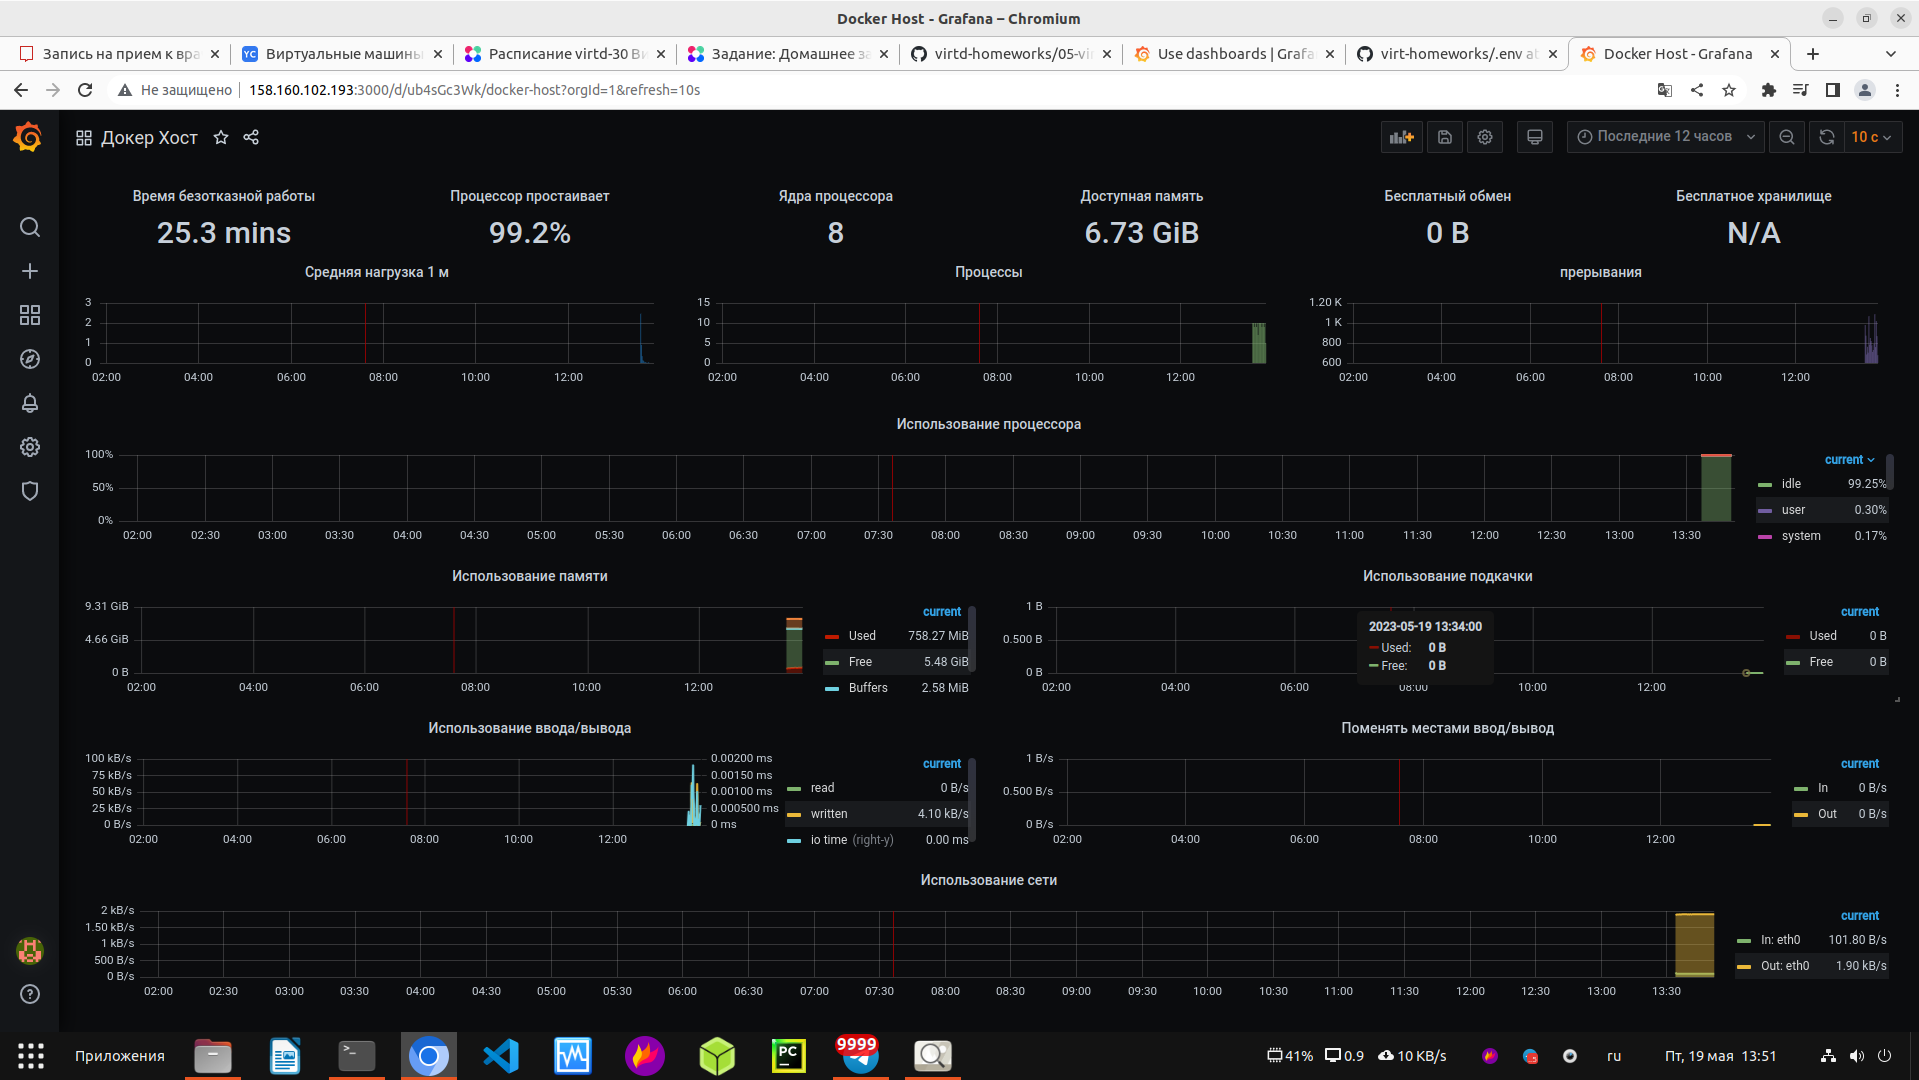 Docker Host - Grafana – Chromium
Запись на прием к вра
Виртуальные машины
Расписание virtd-30 Ви
Задание: Домашнее за
virtd-homeworks/05-vir
Use dashboards | Grafa
virt-homeworks/.env at
Docker Host - Grafana
Не защищено
158.160.102.193:3000/d/ub4sGc3Wk/docker-host?orgId=1&refresh=10s
Докер Хост
Последние 12 часов
10 с
Время безотказной работы
25.3 mins
Процессор простаивает
99.2%
Ядра процессора
8
Доступная память
6.73 GiB
Бесплатный обмен
0 B
Бесплатное хранилище
N/A
Средняя нагрузка 1 м
3
2
1
0
02:00 04:00 06:00 08:00 10:00 12:00
Процессы
15
10
5
0
02:00 04:00 06:00 08:00 10:00 12:00
прерывания
1.20 K
1 K
800
600
02:00 04:00 06:00 08:00 10:00 12:00
Использование процессора
100%
50%
0%
02:00 02:30 03:00 03:30 04:00 04:30 05:00 05:30 06:00 06:30 07:00 07:30 08:00 08:30 09:00 09:30 10:00 10:30 11:00 11:30 12:00 12:30 13:00 13:30
current
idle 99.25%
user 0.30%
system 0.17%
Использование памяти
9.31 GiB
4.66 GiB
0 B
02:00 04:00 06:00 08:00 10:00 12:00
current
Used 758.27 MiB
Free 5.48 GiB
Buffers 2.58 MiB
Использование подкачки
1 B
0.500 B
0 B
02:00 04:00 06:00 08:00 10:00 12:00
2023-05-19 13:34:00
Used: 0 B
Free: 0 B
current
Used 0 B
Free 0 B
Использование ввода/вывода
100 kB/s
75 kB/s
50 kB/s
25 kB/s
0 B/s
0.00200 ms
0.00150 ms
0.00100 ms
0.000500 ms
0 ms
02:00 04:00 06:00 08:00 10:00 12:00
current
read 0 B/s
written 4.10 kB/s
io time (right-y) 0.00 ms
Поменять местами ввод/вывод
1 B/s
0.500 B/s
0 B/s
02:00 04:00 06:00 08:00 10:00 12:00
current
In 0 B/s
Out 0 B/s
Использование сети
2 kB/s
1.50 kB/s
1 kB/s
500 B/s
0 B/s
02:00 02:30 03:00 03:30 04:00 04:30 05:00 05:30 06:00 06:30 07:00 07:30 08:00 08:30 09:00 09:30 10:00 10:30 11:00 11:30 12:00 12:30 13:00 13:30
current
In: eth0 101.80 B/s
Out: eth0 1.90 kB/s
Приложения
PC
9999
41%
0.9
10 KB/s
ru
Пт, 19 мая 13:51